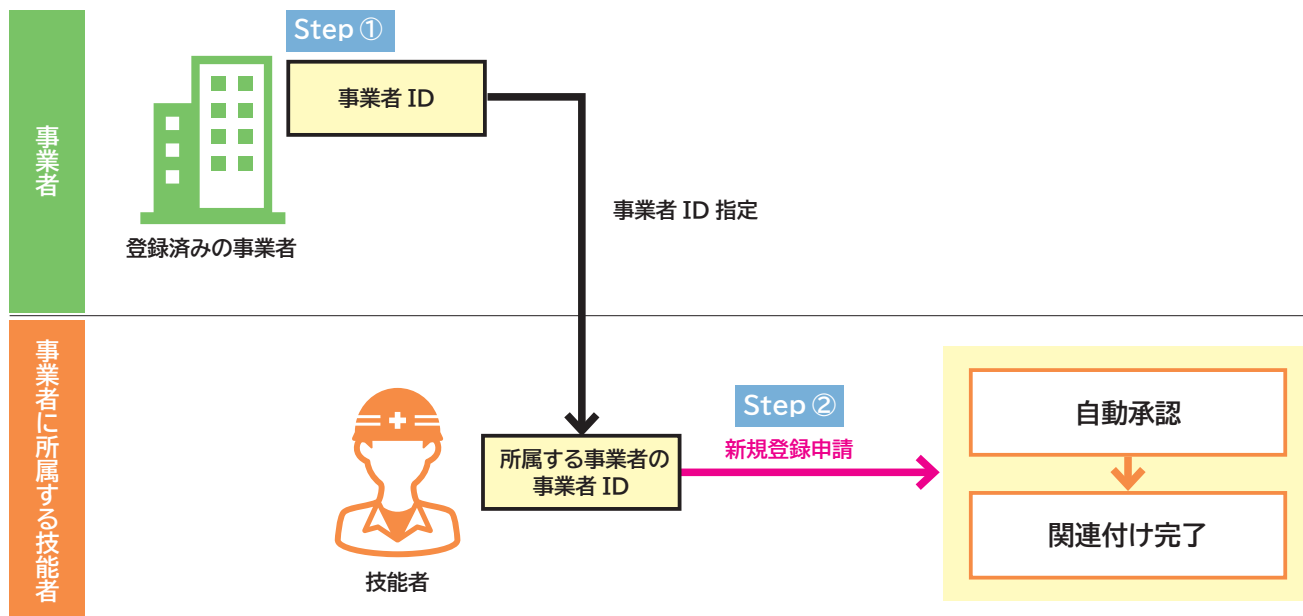 事業者
Step ①
事業者 ID
登録済みの事業者
事業者 ID 指定
事業者に所属する技能者
技能者
所属する事業者の
事業者 ID
Step ②
新規登録申請
自動承認
関連付け完了